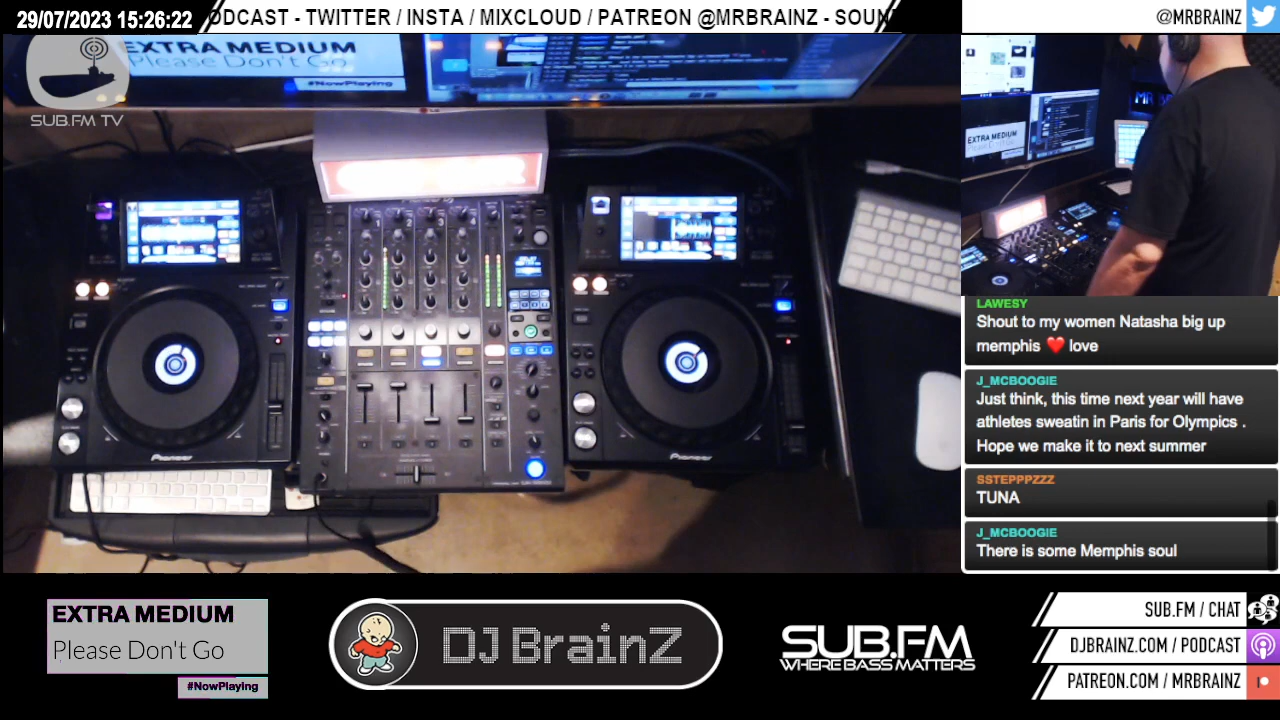 29/07/2023 15:26:22
ODCAST - TWITTER / INSTA / MIXCLOUD / PATREON @MRBRAINZ - SOUN
@MRBRAINZ
EXTRA MEDIUM
Please Don't Go
#NowPlaying
SUB.FM TV
MR
EXTRA MEDIUM
Pioneer
Pioneer
LAWESY
Shout to my women Natasha big up
memphis ❤️ love
J_MCBOOGIE
Just think, this time next year will have
athletes sweatin in Paris for Olympics .
Hope we make it to next summer
SSTEPPPZZZ
TUNA
J_MCBOOGIE
There is some Memphis soul
EXTRA MEDIUM
Please Don't Go
#NowPlaying
DJ BrainZ
SUB.FM
WHERE BASS MATTERS
SUB.FM / CHAT
DJBRAINZ.COM / PODCAST
PATREON.COM / MRBRAINZ